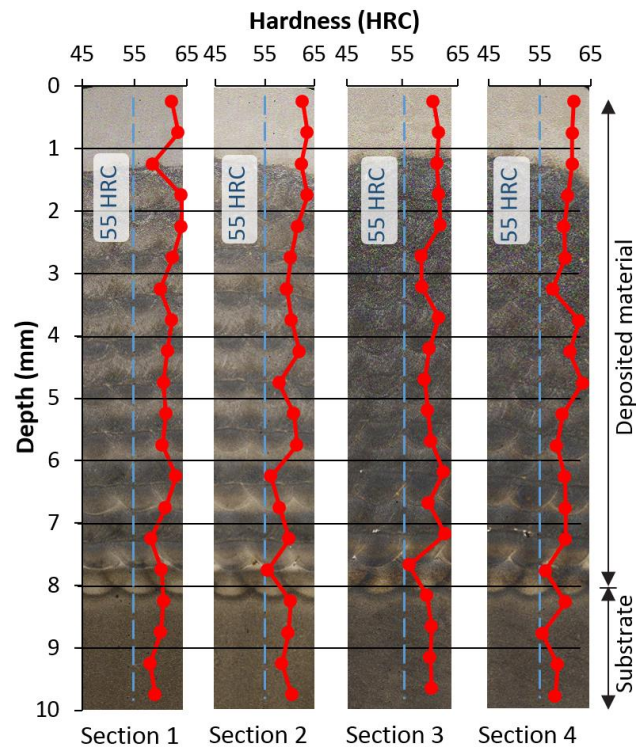 Hardness (HRC)
45 55 65 45 55 65 55 65 45 55 65
0
1
2
3
4
5
6
7
8
9
10
Depth (mm)
55 HRC
55 HRC
55 HRC
55 HRC
Deposited material
Substrate
Section 1 Section 2 Section 3 Section 4